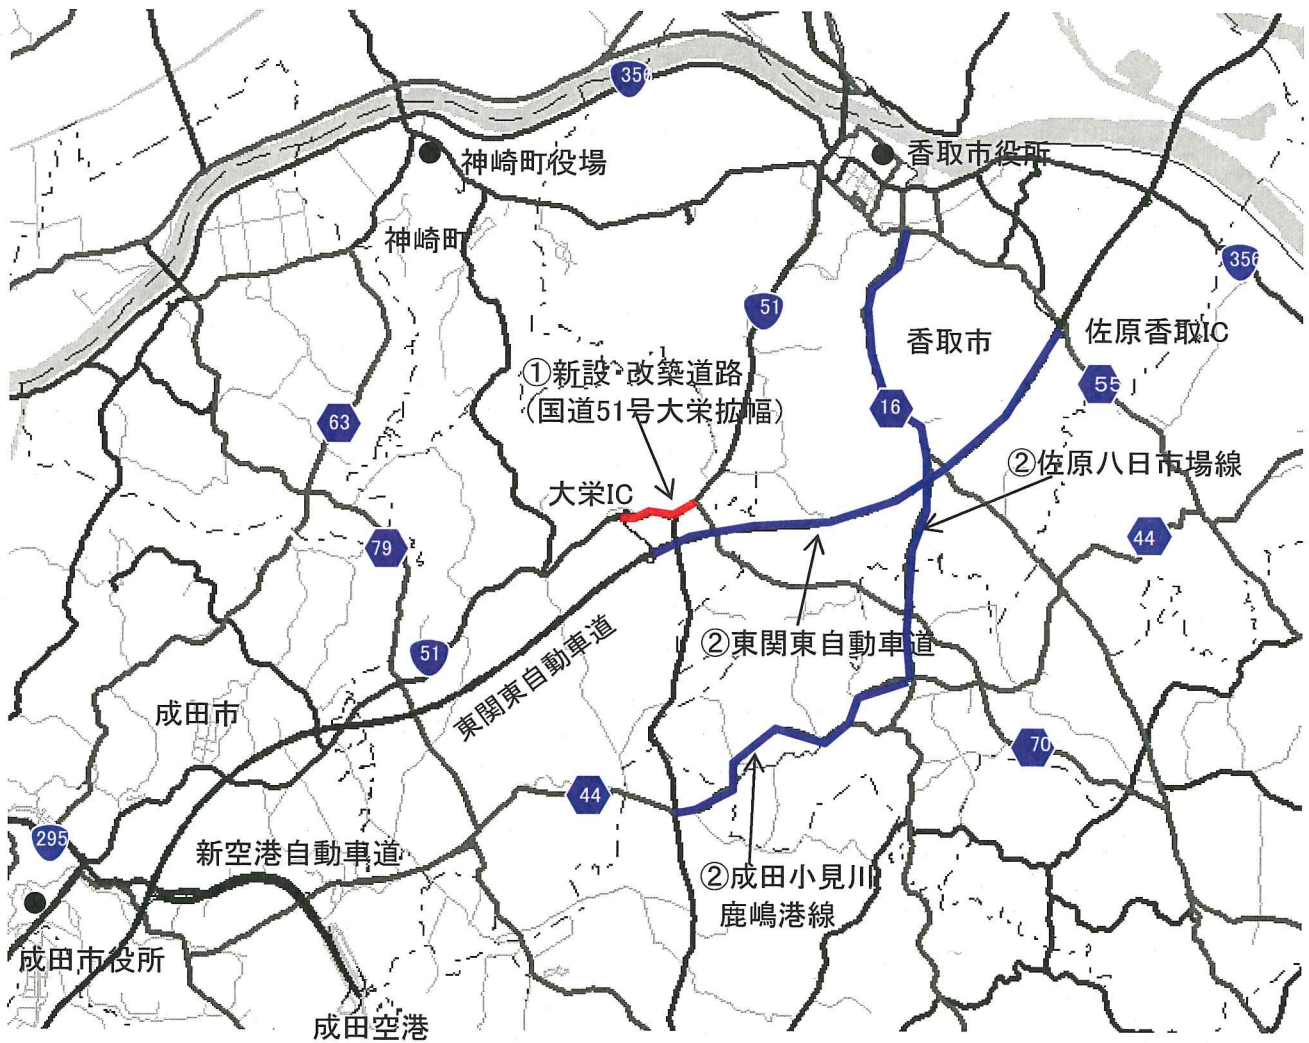 356
神崎町役場
香取市役所
神崎町
356
51
香取市
佐原香取IC
①新設・改築道路
(国道51号大栄拡幅)
55
16
63
②佐原八日市場線
大栄IC
44
79
②東関東自動車道
51
東関東自動車道
成田市
70
44
295
新空港自動車道
②成田小見川
鹿嶋港線
成田市役所
成田空港